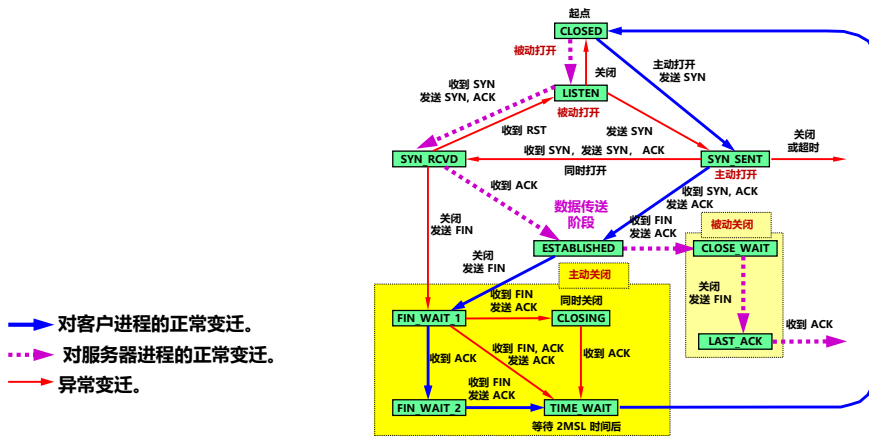 起点
CLOSED
被动打开
关闭
主动打开
发送 SYN
收到 SYN
发送 SYN, ACK
LISTEN
被动打开
收到 RST
发送 SYN
关闭
或超时
SYN_RCVD
收到 SYN，发送 SYN， ACK
SYN_SENT
同时打开
主动打开
收到 ACK
收到 SYN, ACK
发送 ACK
数据传送
阶段
关闭
发送 FIN
收到 FIN
发送 ACK
被动关闭
ESTABLISHED
CLOSE_WAIT
关闭
发送 FIN
主动关闭
关闭
发送 FIN
收到 FIN
发送 ACK
同时关闭
FIN_WAIT_1
CLOSING
对客户进程的正常变迁。
收到 ACK
LAST_ACK
对服务器进程的正常变迁。
收到 ACK
收到 FIN, ACK
发送 ACK
收到 ACK
异常变迁。
收到 FIN
发送 ACK
FIN_WAIT_2
TIME_WAIT
等待 2MSL 时间后